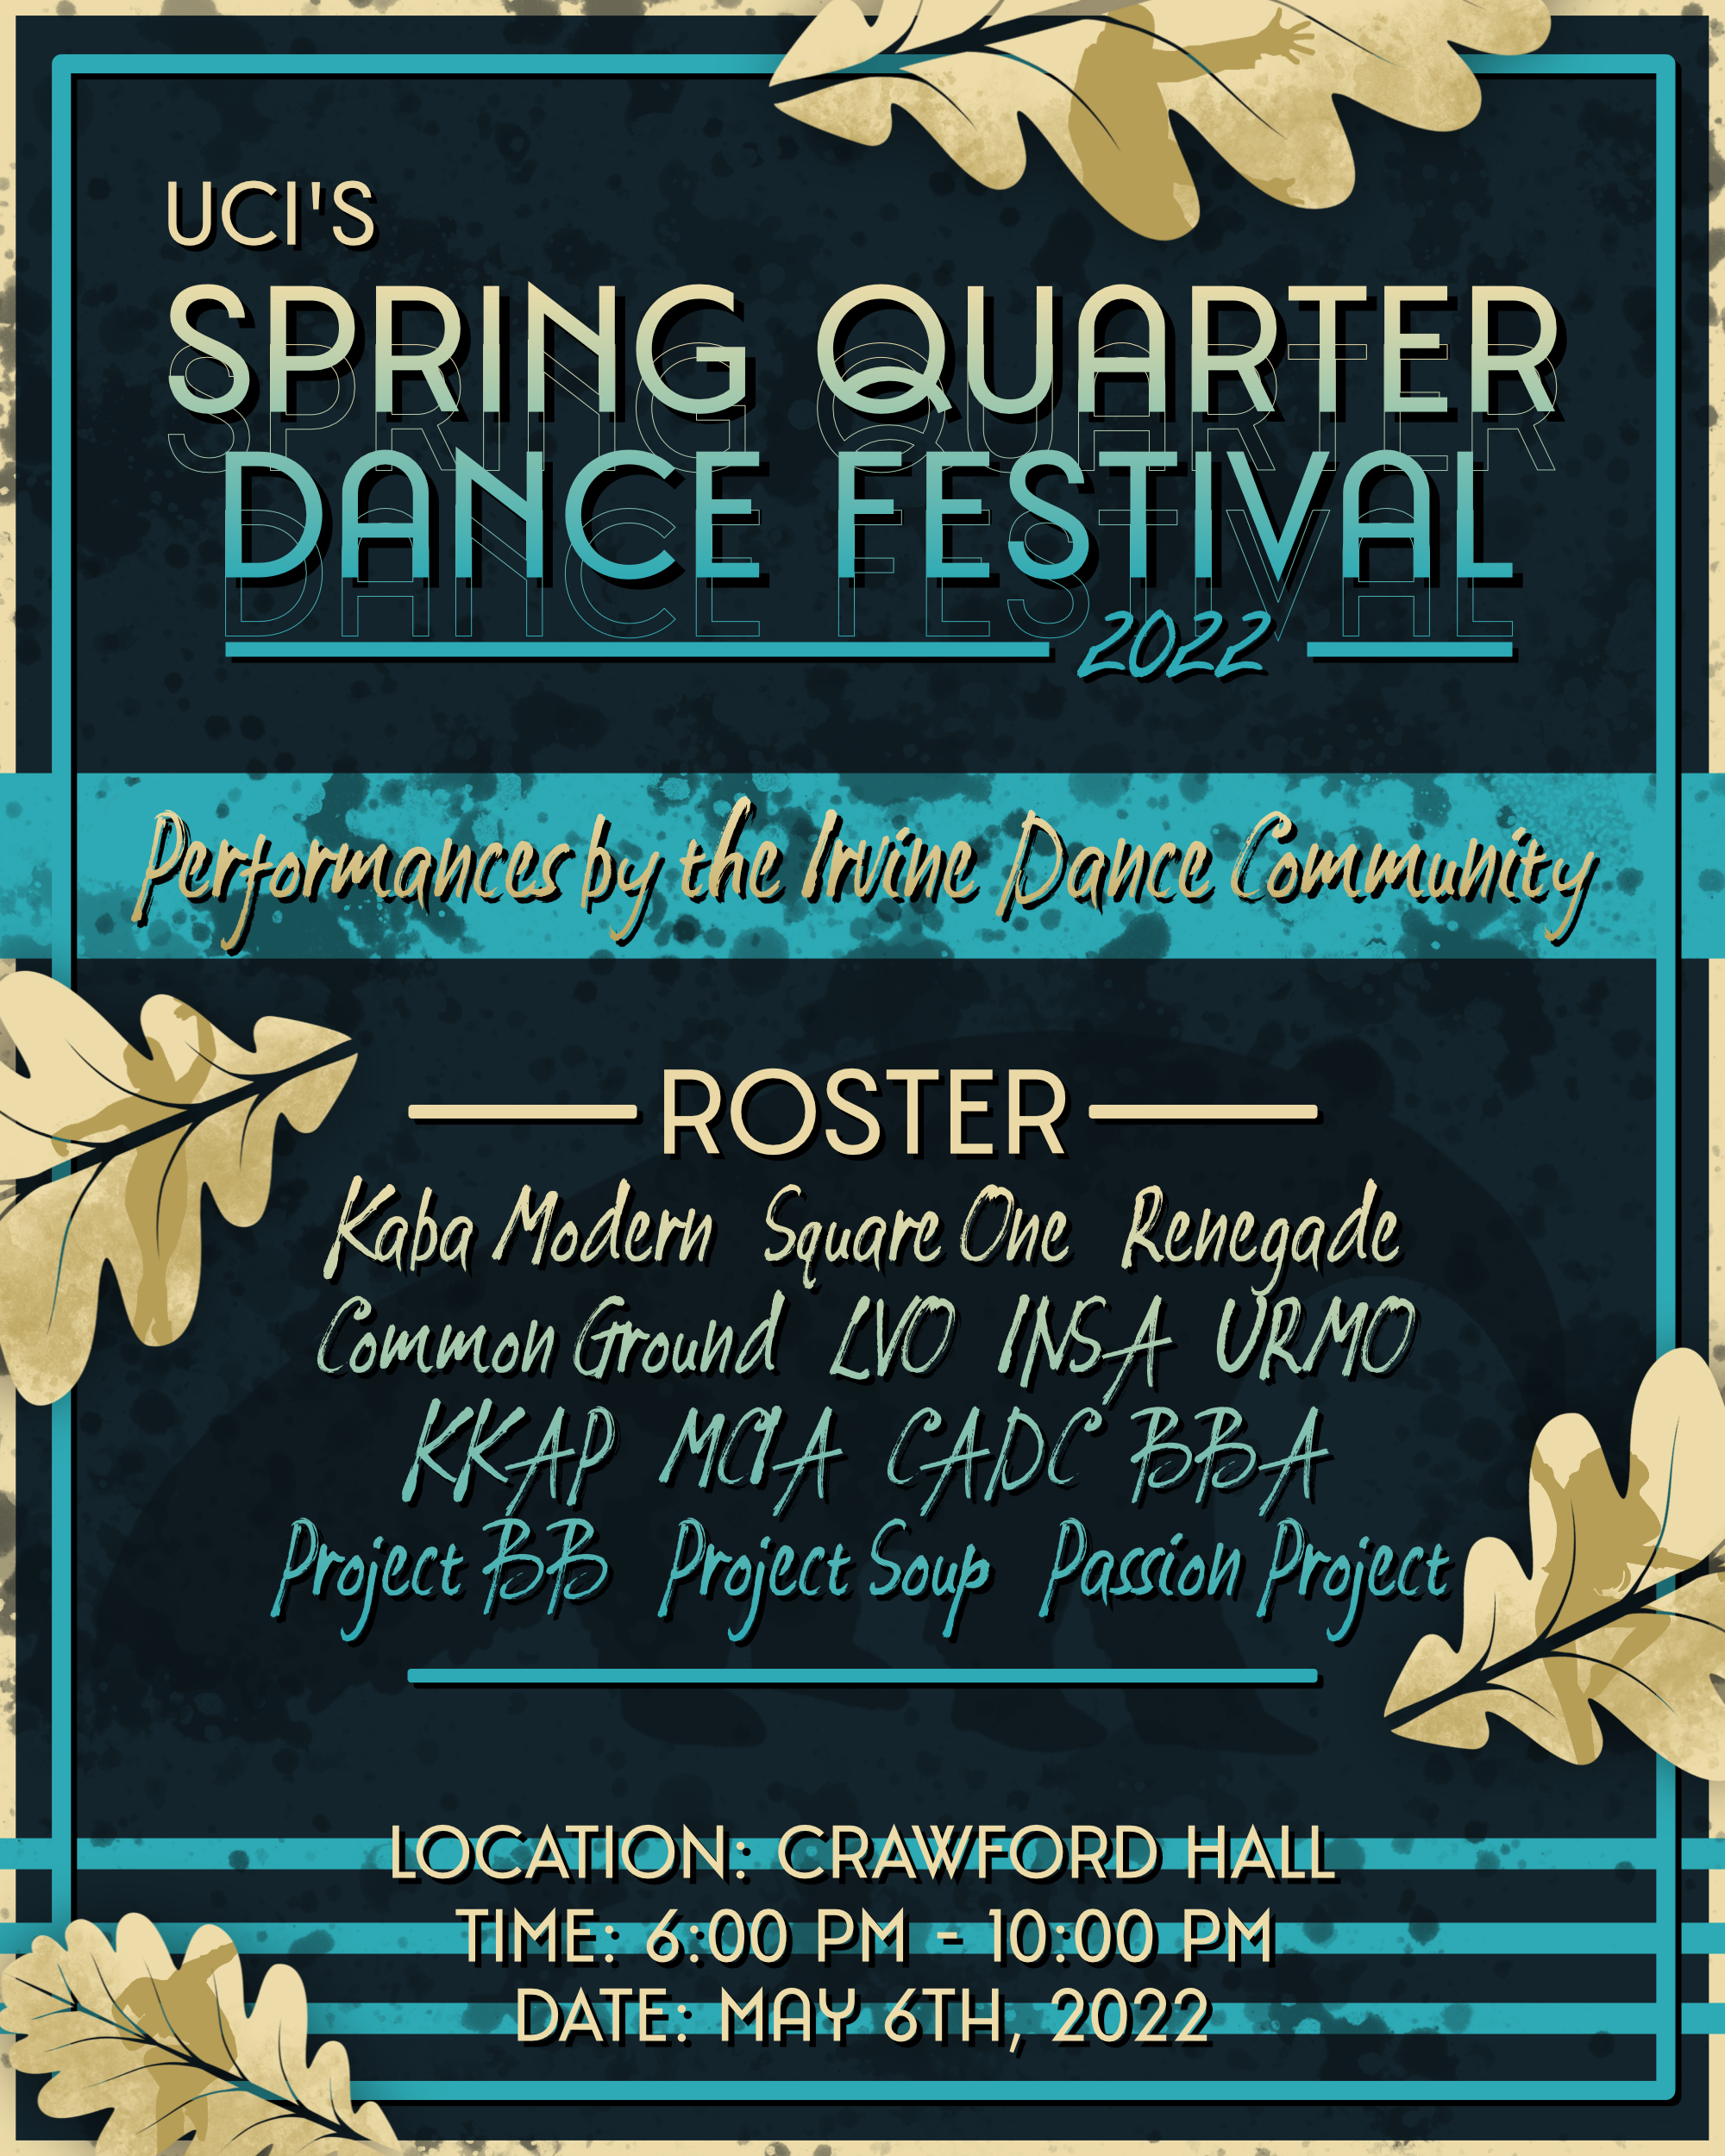 UCI'S
SPRING QUARTER
DANCE FESTIVAL
2022
Performances by the Irvine Dance Community
ROSTER
Kaba Modern Square One Renegade
Common Ground LVO INSA URMO
KKAP MCIA CADC BBA
Project BB Project Soup Passion Project
LOCATION: CRAWFORD HALL
TIME: 6:00 PM - 10:00 PM
DATE: MAY 6TH, 2022